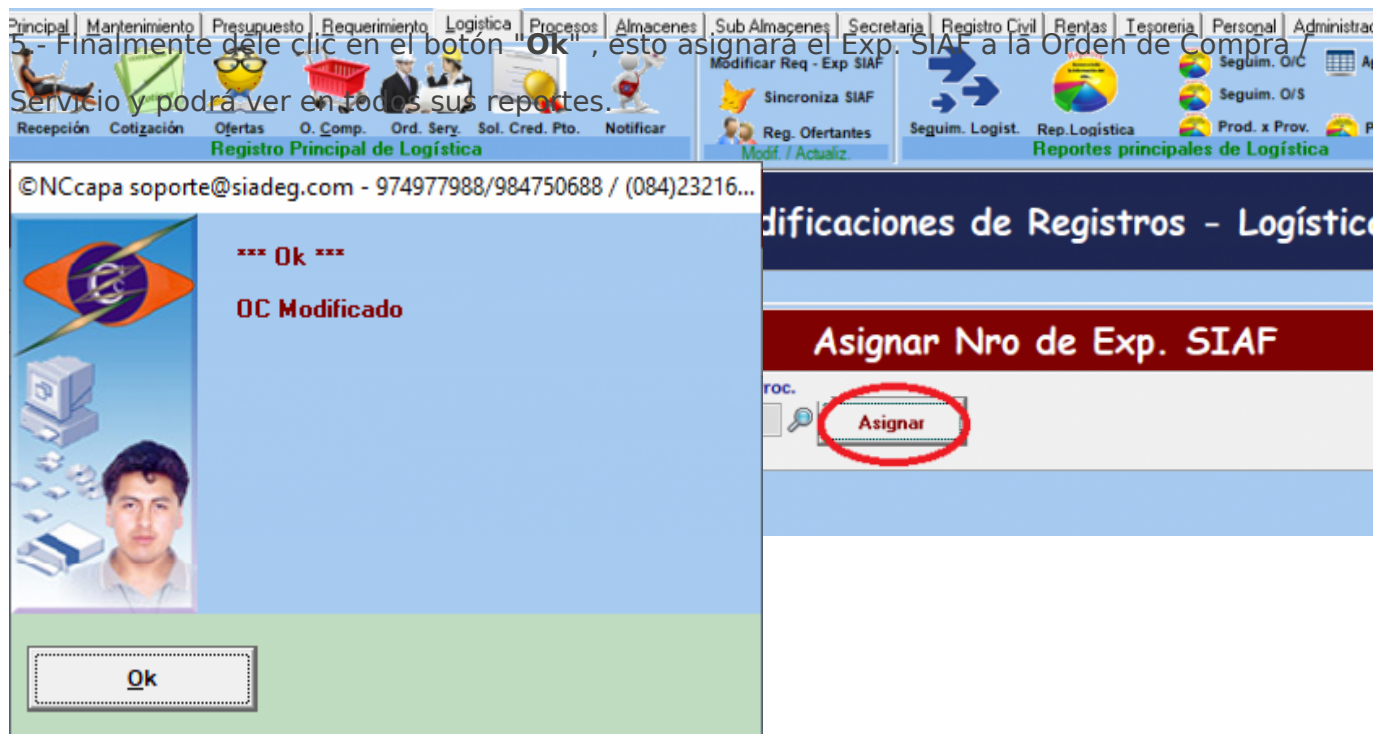 Principal Mantenimiento Presupuesto Requerimiento Logistica Procesos Almacenes Sub Almacenes Secretaria Registro Civil Rentas Tesoreria Personal Administrac
5.- Finalmente dele clic en el botón "Ok" , esto asignará el Exp. SIAF a la Orden de Compra /
Servicio y podrá ver en todos sus reportes.
Modificar Req - Exp SIAF
Sincroniza SIAF
Reg. Ofertantes
Seguim. O/C
Seguim. O/S
Prod. x Prov.
Recepción Cotización Ofertas O. Comp. Ord. Serv. Sol. Cred. Pto. Notificar
Seguim. Logist. Rep.Logistica
Registro Principal de Logística
Modif. / Actualiz.
Reportes principales de Logística
©NCcapa soporte@siadeg.com - 974977988/984750688 / (084)23216...
*** Ok ***
OC Modificado
Ok
dificaciones de Registros - Logístic
Asignar Nro de Exp. SIAF
roc.
Asignar